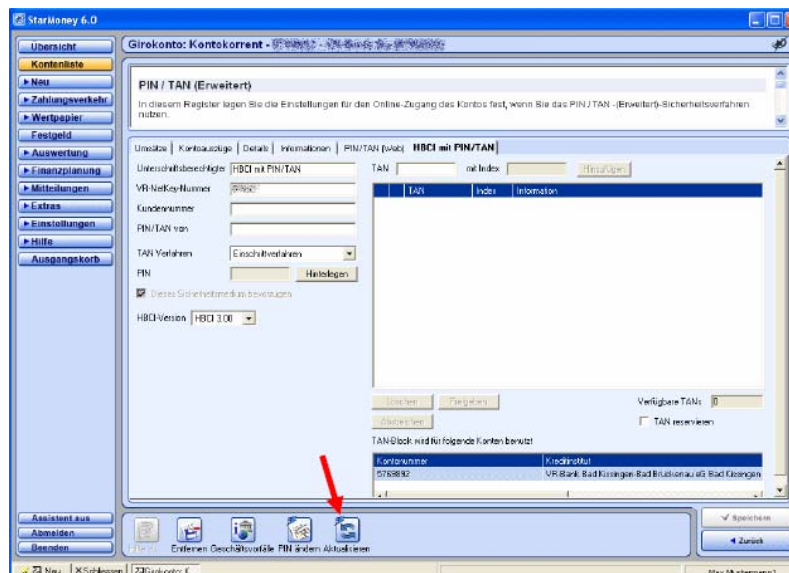 StarMoney 6.0
Übersicht
Kontenliste
Neu
Zahlungsverkehr
Wertpapier
Festgeld
Auswertung
Finanzplanung
Mitteilungen
Extras
Einstellungen
Hilfe
Ausgangskorb
Assistent aus
Abmelden
Beenden
Girokonto: Kontokorrent -
PIN / TAN (Erweitert)
In diesem Register legen Sie die Einstellungen für den Online-Zugang des Kontos fest, wenn Sie das PIN / TAN -(Erweitert)-Sicherheitsverfahren
nutzen.
Umsätze Kontoauszüge Details Informationen PIN/TAN (Web) HBCI mit PIN/TAN
Unterschriftsberechtigter HBCI mit PIN/TAN TAN mit Index Hinzufügen
VR-NetKey-Nummer TAN Index Information
Kundennummer
PIN/TAN von
TAN Verfahren Einschrittverfahren
PIN Hinterlegen
Dieses Sicherheitsmedium bevorzugen
HBCI-Version HBCI 3.00
Löschen Freigeben Verfügbare TANs 0
Abstreichen TAN reservieren
TAN-Block wird für folgende Konten benutzt
Kontonummer Kreditinstitut
5763892 VR-Bank Bad Kissingen-Bad Brückenau eG Bad Kissingen
Entfernen Geschäftsvorfälle PIN ändern Aktualisieren
Speichern
Zurück
Neu Schliessen Girokonto: K
Max Mustermann1